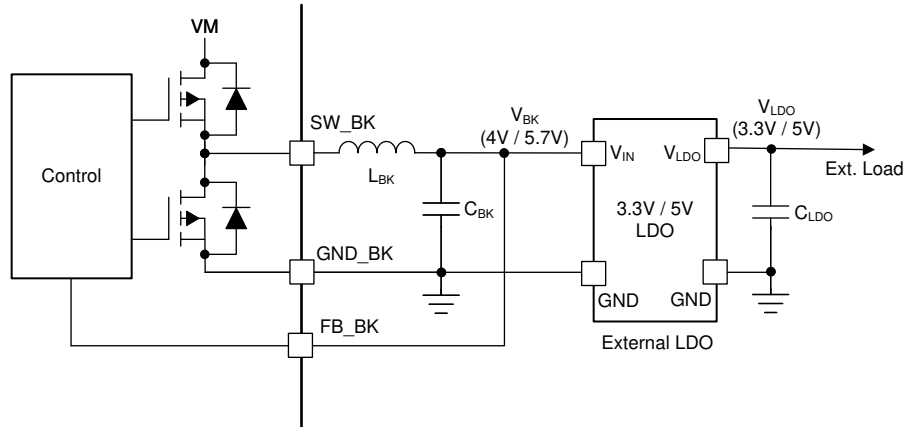 VM
Control
SW_BK
L_BK
C_BK
V_BK
(4V / 5.7V)
GND_BK
FB_BK
V_IN
V_LDO
3.3V / 5V
LDO
GND
GND
External LDO
V_LDO
(3.3V / 5V)
Ext. Load
C_LDO